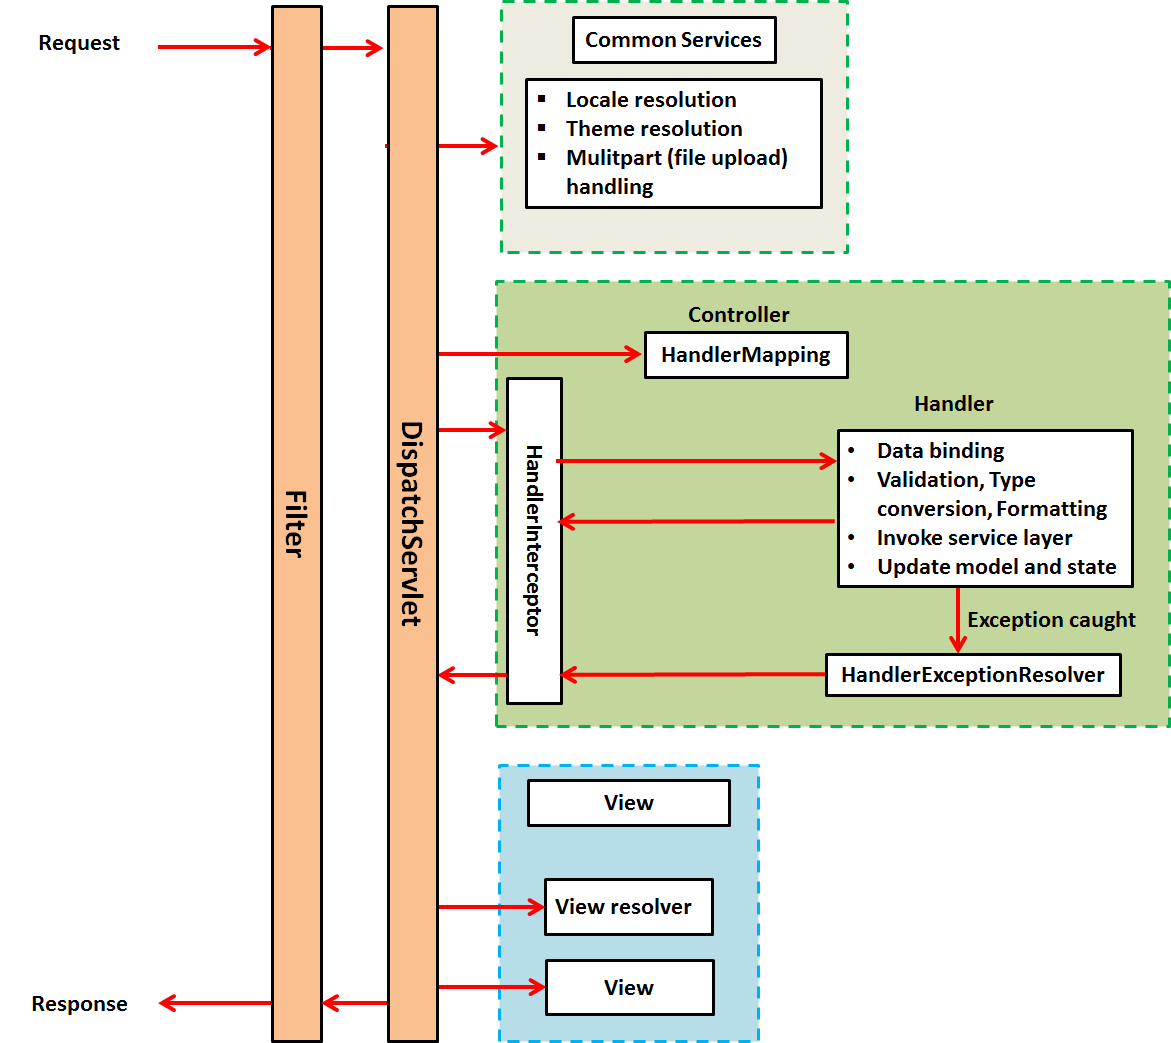 Request
Common Services
▪ Locale resolution
▪ Theme resolution
▪ Mulitpart (file upload)
handling
Controller
HandlerMapping
Handler
• Data binding
• Validation, Type
conversion, Formatting
• Invoke service layer
• Update model and state
Filter
DispatchServlet
HandlerInterceptor
Exception caught
HandlerExceptionResolver
View
View resolver
View
Response